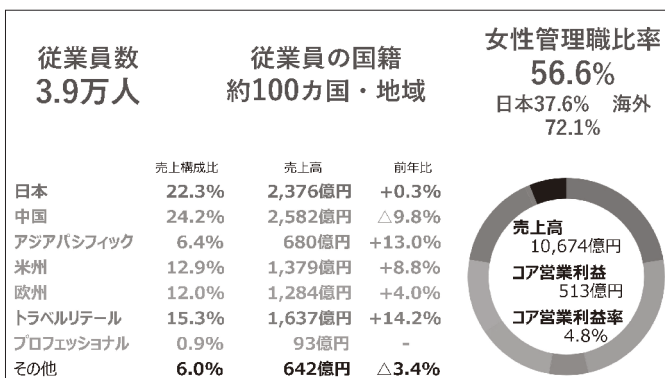 従業員数
3.9万人
従業員の国籍
約100カ国・地域
女性管理職比率
56.6%
日本37.6% 海外
72.1%
売上構成比 売上高 前年比
日本 22.3% 2,376億円 +0.3%
中国 24.2% 2,582億円 △9.8%
アジアパシフィック 6.4% 680億円 +13.0%
米州 12.9% 1,379億円 +8.8%
欧州 12.0% 1,284億円 +4.0%
トラベルリテール 15.3% 1,637億円 +14.2%
プロフェッショナル 0.9% 93億円 -
その他 6.0% 642億円 △3.4%
売上高
10,674億円
コア営業利益
513億円
コア営業利益率
4.8%